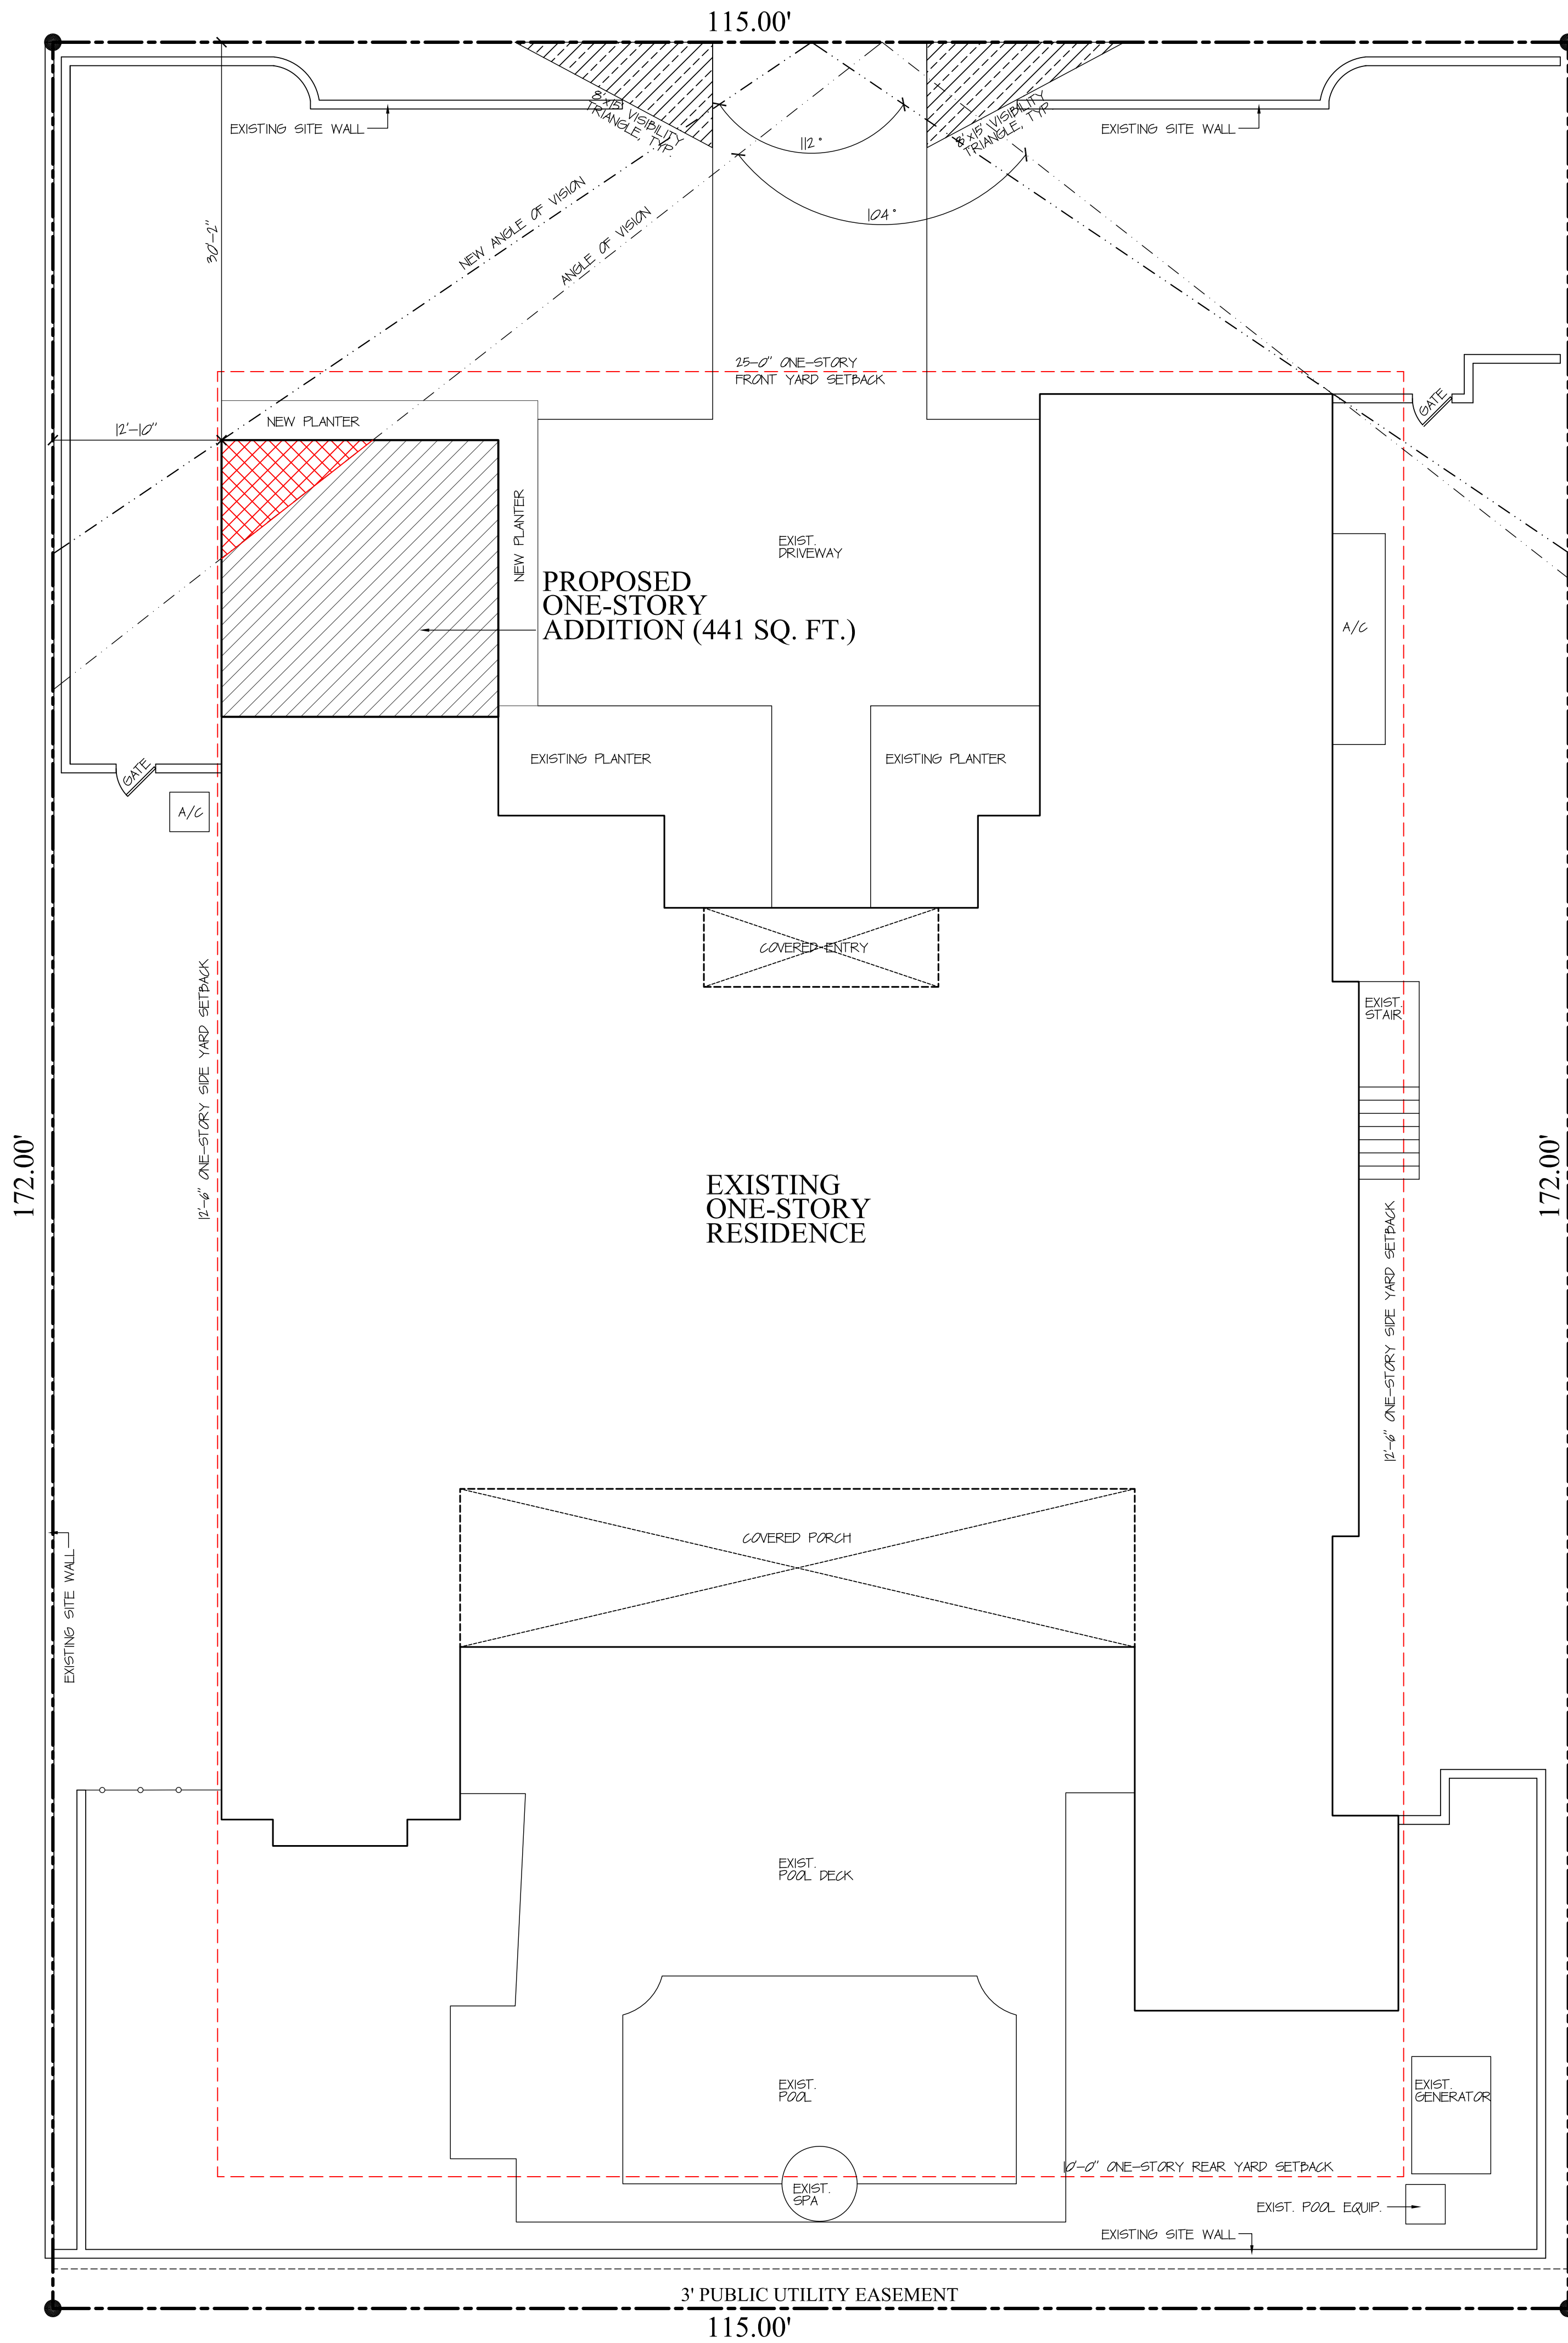 115.00'
EXISTING SITE WALL
8'x15' VISIBILITY
TRIANGLE, TYP.
112°
8'x15' VISIBILITY
TRIANGLE, TYP
EXISTING SITE WALL
104°
NEW ANGLE OF VISION
ANGLE OF VISION
30'-2"
25-0" ONE-STORY
FRONT YARD SETBACK
GATE
12'-10"
NEW PLANTER
NEW PLANTER
EXIST.
DRIVEWAY
PROPOSED
ONE-STORY
ADDITION (441 SQ. FT.)
A/C
GATE
A/C
EXISTING PLANTER
EXISTING PLANTER
COVERED ENTRY
EXIST.
STAIR
12'-6" ONE-STORY SIDE YARD SETBACK
172.00'
EXISTING
ONE-STORY
RESIDENCE
172.00'
12'-6" ONE-STORY SIDE YARD SETBACK
COVERED PORCH
EXISTING SITE WALL
EXIST.
POOL DECK
EXIST.
POOL
EXIST.
GENERATOR
10'-0" ONE-STORY REAR YARD SETBACK
EXIST.
SPA
EXIST. POOL EQUIP.
EXISTING SITE WALL
3' PUBLIC UTILITY EASEMENT
115.00'